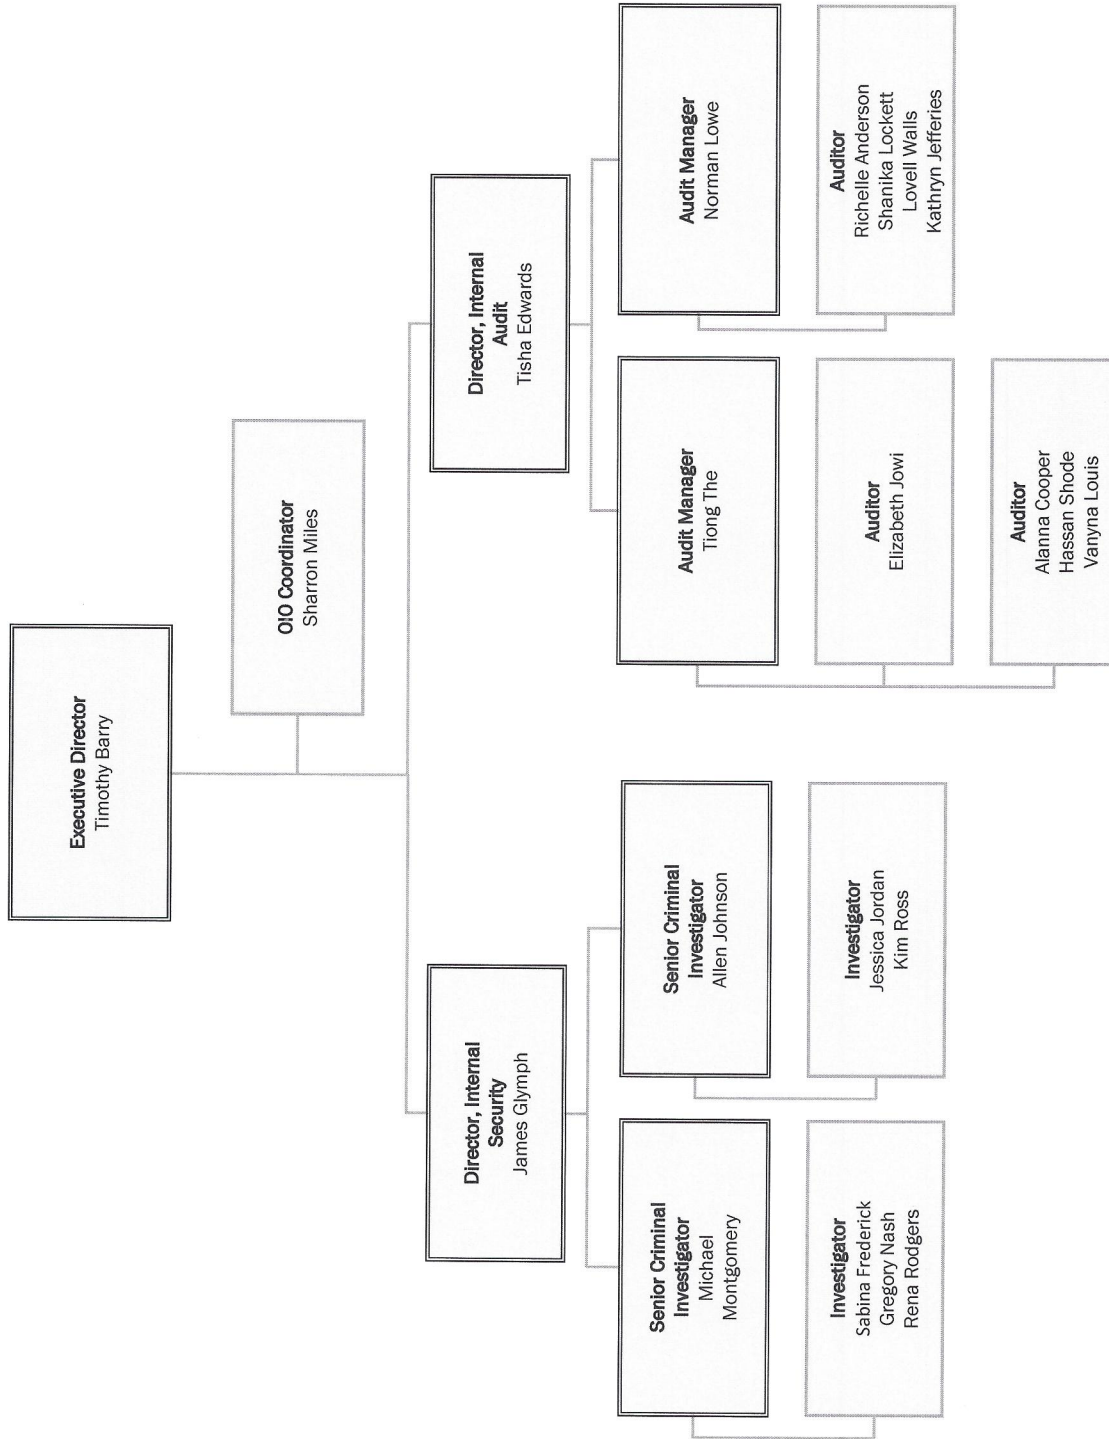 Executive Director
Timothy Barry
OIO Coordinator
Sharron Miles
Director, Internal
Security
James Glymph
Director, Internal
Audit
Tisha Edwards
Senior Criminal
Investigator
Michael
Montgomery
Investigator
Sabina Frederick
Gregory Nash
Rena Rodgers
Senior Criminal
Investigator
Allen Johnson
Investigator
Jessica Jordan
Kim Ross
Audit Manager
Tiong The
Auditor
Elizabeth Jowi
Auditor
Alanna Cooper
Hassan Shode
Vanyna Louis
Audit Manager
Norman Lowe
Auditor
Richelle Anderson
Shanika Lockett
Lovell Walls
Kathryn Jefferies